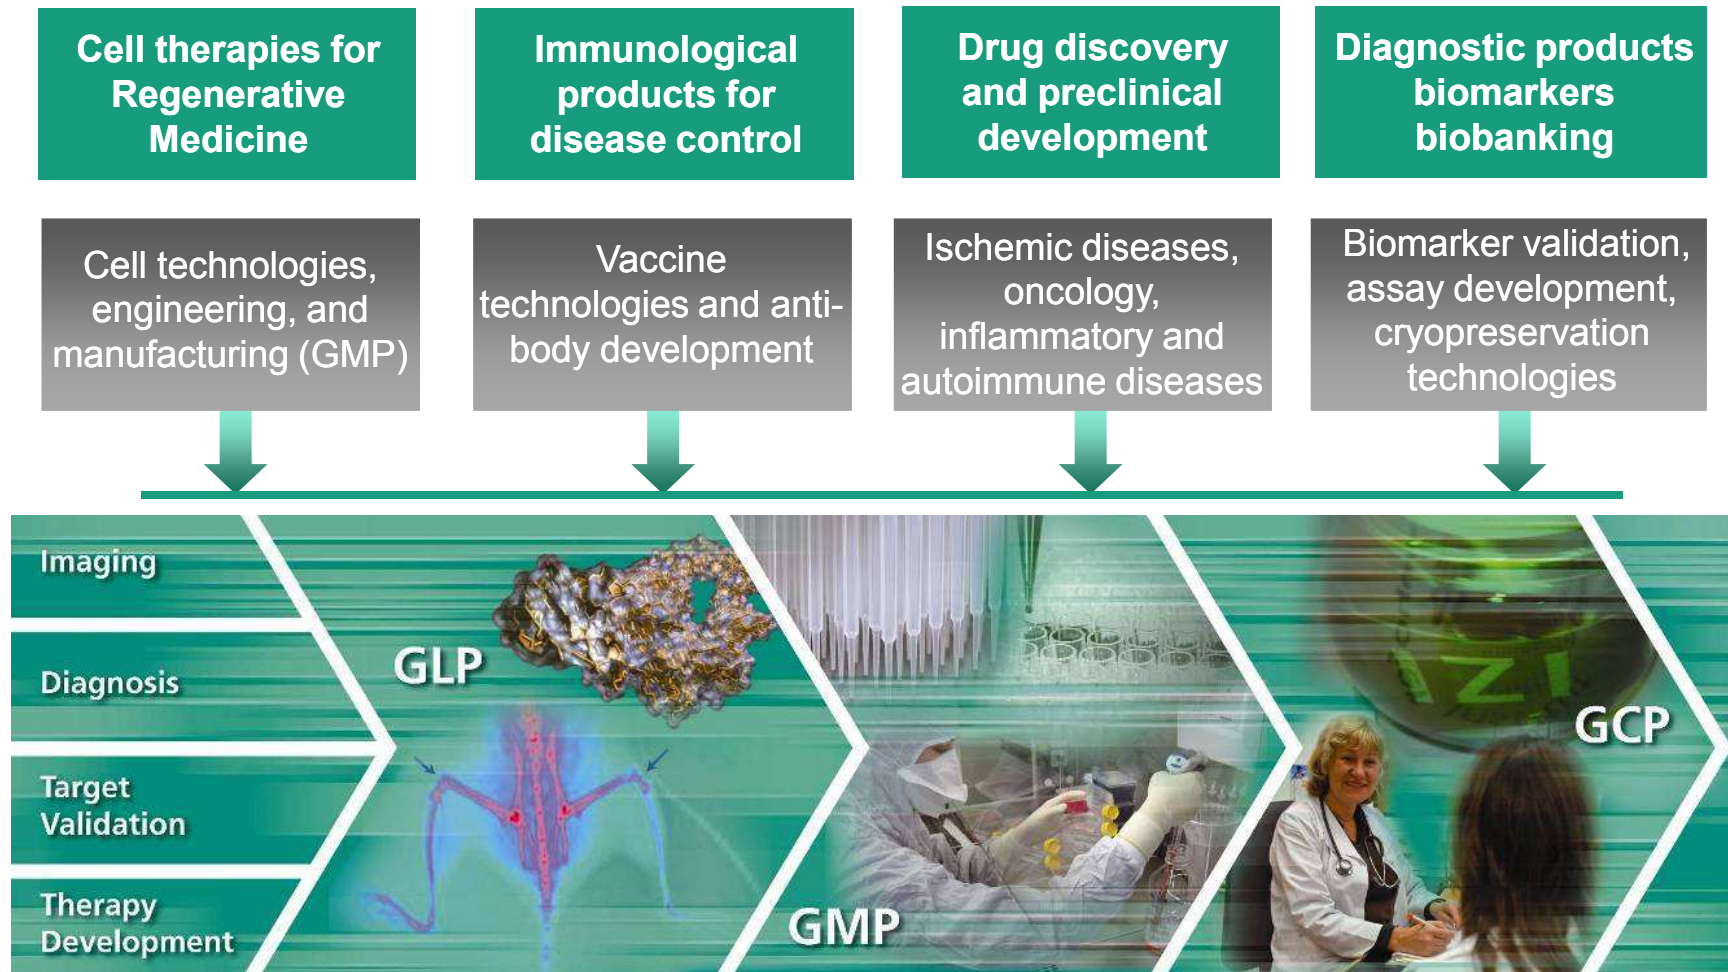 Cell therapies for
Regenerative
Medicine
Immunological
products for
disease control
Drug discovery
and preclinical
development
Diagnostic products
biomarkers
biobanking
Cell technologies,
engineering, and
manufacturing (GMP)
Vaccine
technologies and anti-
body development
Ischemic diseases,
oncology,
inflammatory and
autoimmune diseases
Biomarker validation,
assay development,
cryopreservation
technologies
Imaging
Diagnosis
Target
Validation
Therapy
Development
GLP
GMP
IZI
GCP